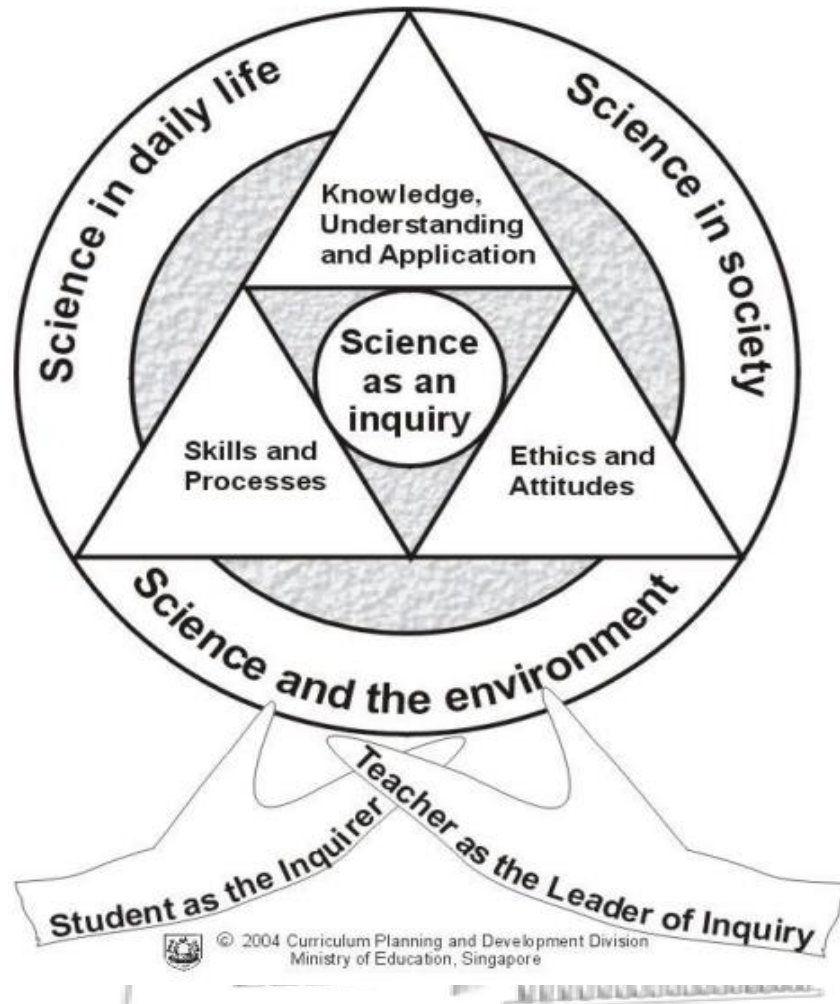 Science in daily life
Science in society
Knowledge,
Understanding
and Application
Science
as an
inquiry
Skills and
Processes
Ethics and
Attitudes
Science and the environment
Student as the Inquirer
Teacher as the Leader of Inquiry
© 2004 Curriculum Planning and Development Division
Ministry of Education, Singapore